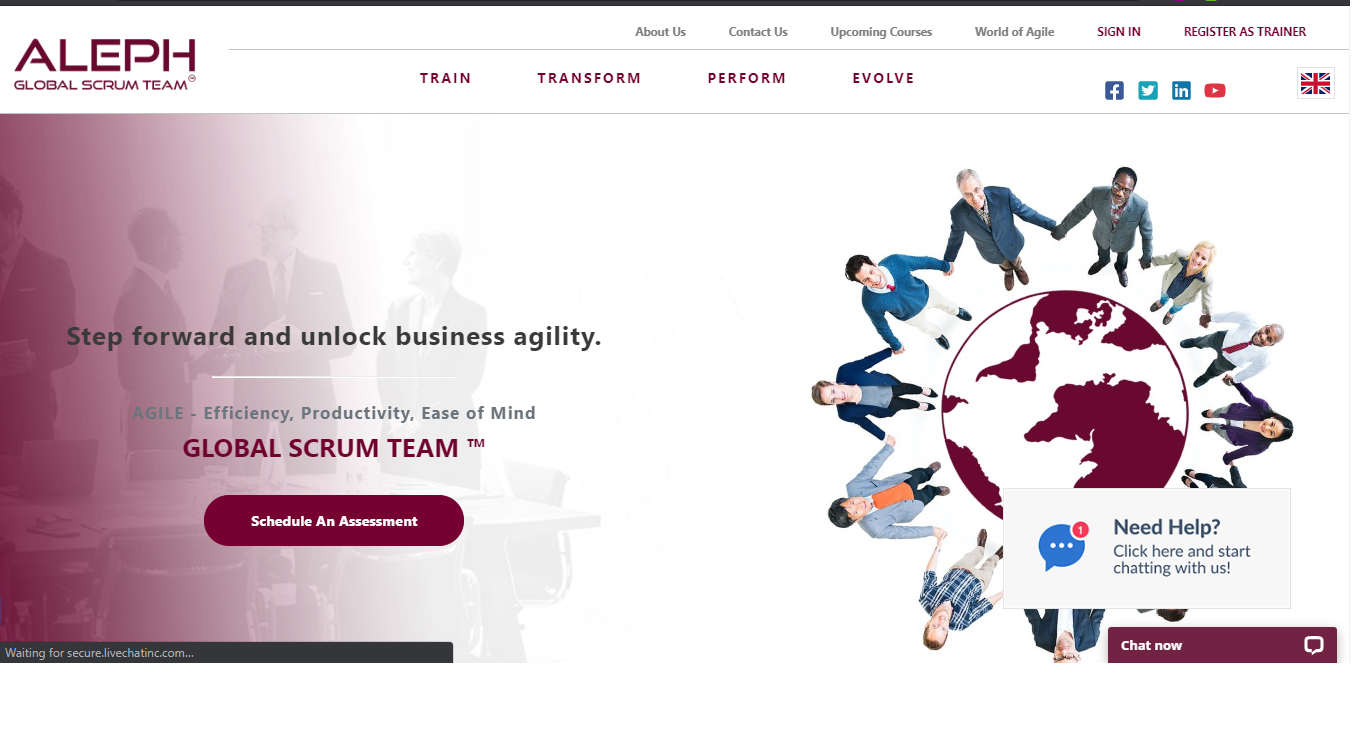 About Us Contact Us Upcoming Courses World of Agile SIGN IN REGISTER AS TRAINER
ALEPH
GLOBAL SCRUM TEAM™
TRAIN TRANSFORM PERFORM EVOLVE
Step forward and unlock business agility.
AGILE - Efficiency, Productivity, Ease of Mind
GLOBAL SCRUM TEAM ™
Schedule An Assessment
1
Need Help?
Click here and start
chatting with us!
Chat now
Waiting for secure.livechatinc.com...